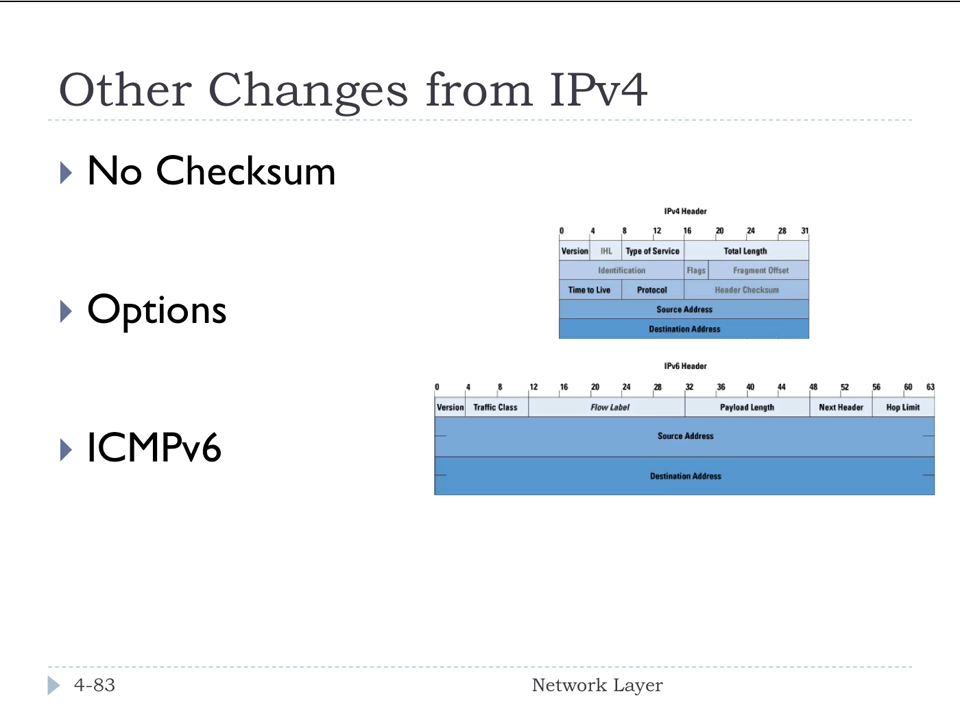 Other Changes from IPv4
No Checksum
Options
ICMPv6
IPv4 Header
0 4 8 12 16 20 24 28 31
Version IHL Type of Service Total Length
Identification Flags Fragment Offset
Time to Live Protocol Header Checksum
Source Address
Destination Address
IPv6 Header
0 4 8 12 16 20 24 28 32 36 40 44 48 52 56 60 63
Version Traffic Class Flow Label Payload Length Next Header Hop Limit
Source Address
Destination Address
4-83 Network Layer